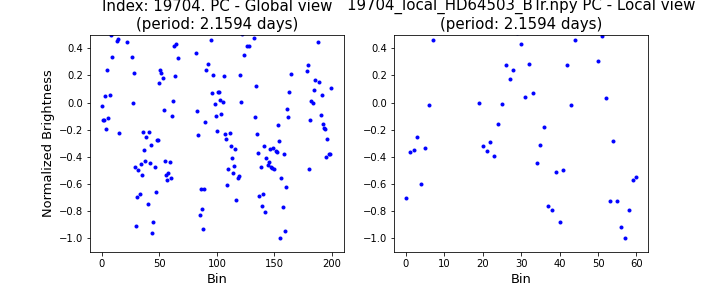 Index: 19704. PC - Global view
(period: 2.1594 days)
19704_local_HD64503_BTr.npy PC - Local view
(period: 2.1594 days)
Normalized Brightness
0.4
0.2
0.0
−0.2
−0.4
−0.6
−0.8
−1.0
0 50 100 150 200
Bin
0.4
0.2
0.0
−0.2
−0.4
−0.6
−0.8
−1.0
0 10 20 30 40 50 60
Bin